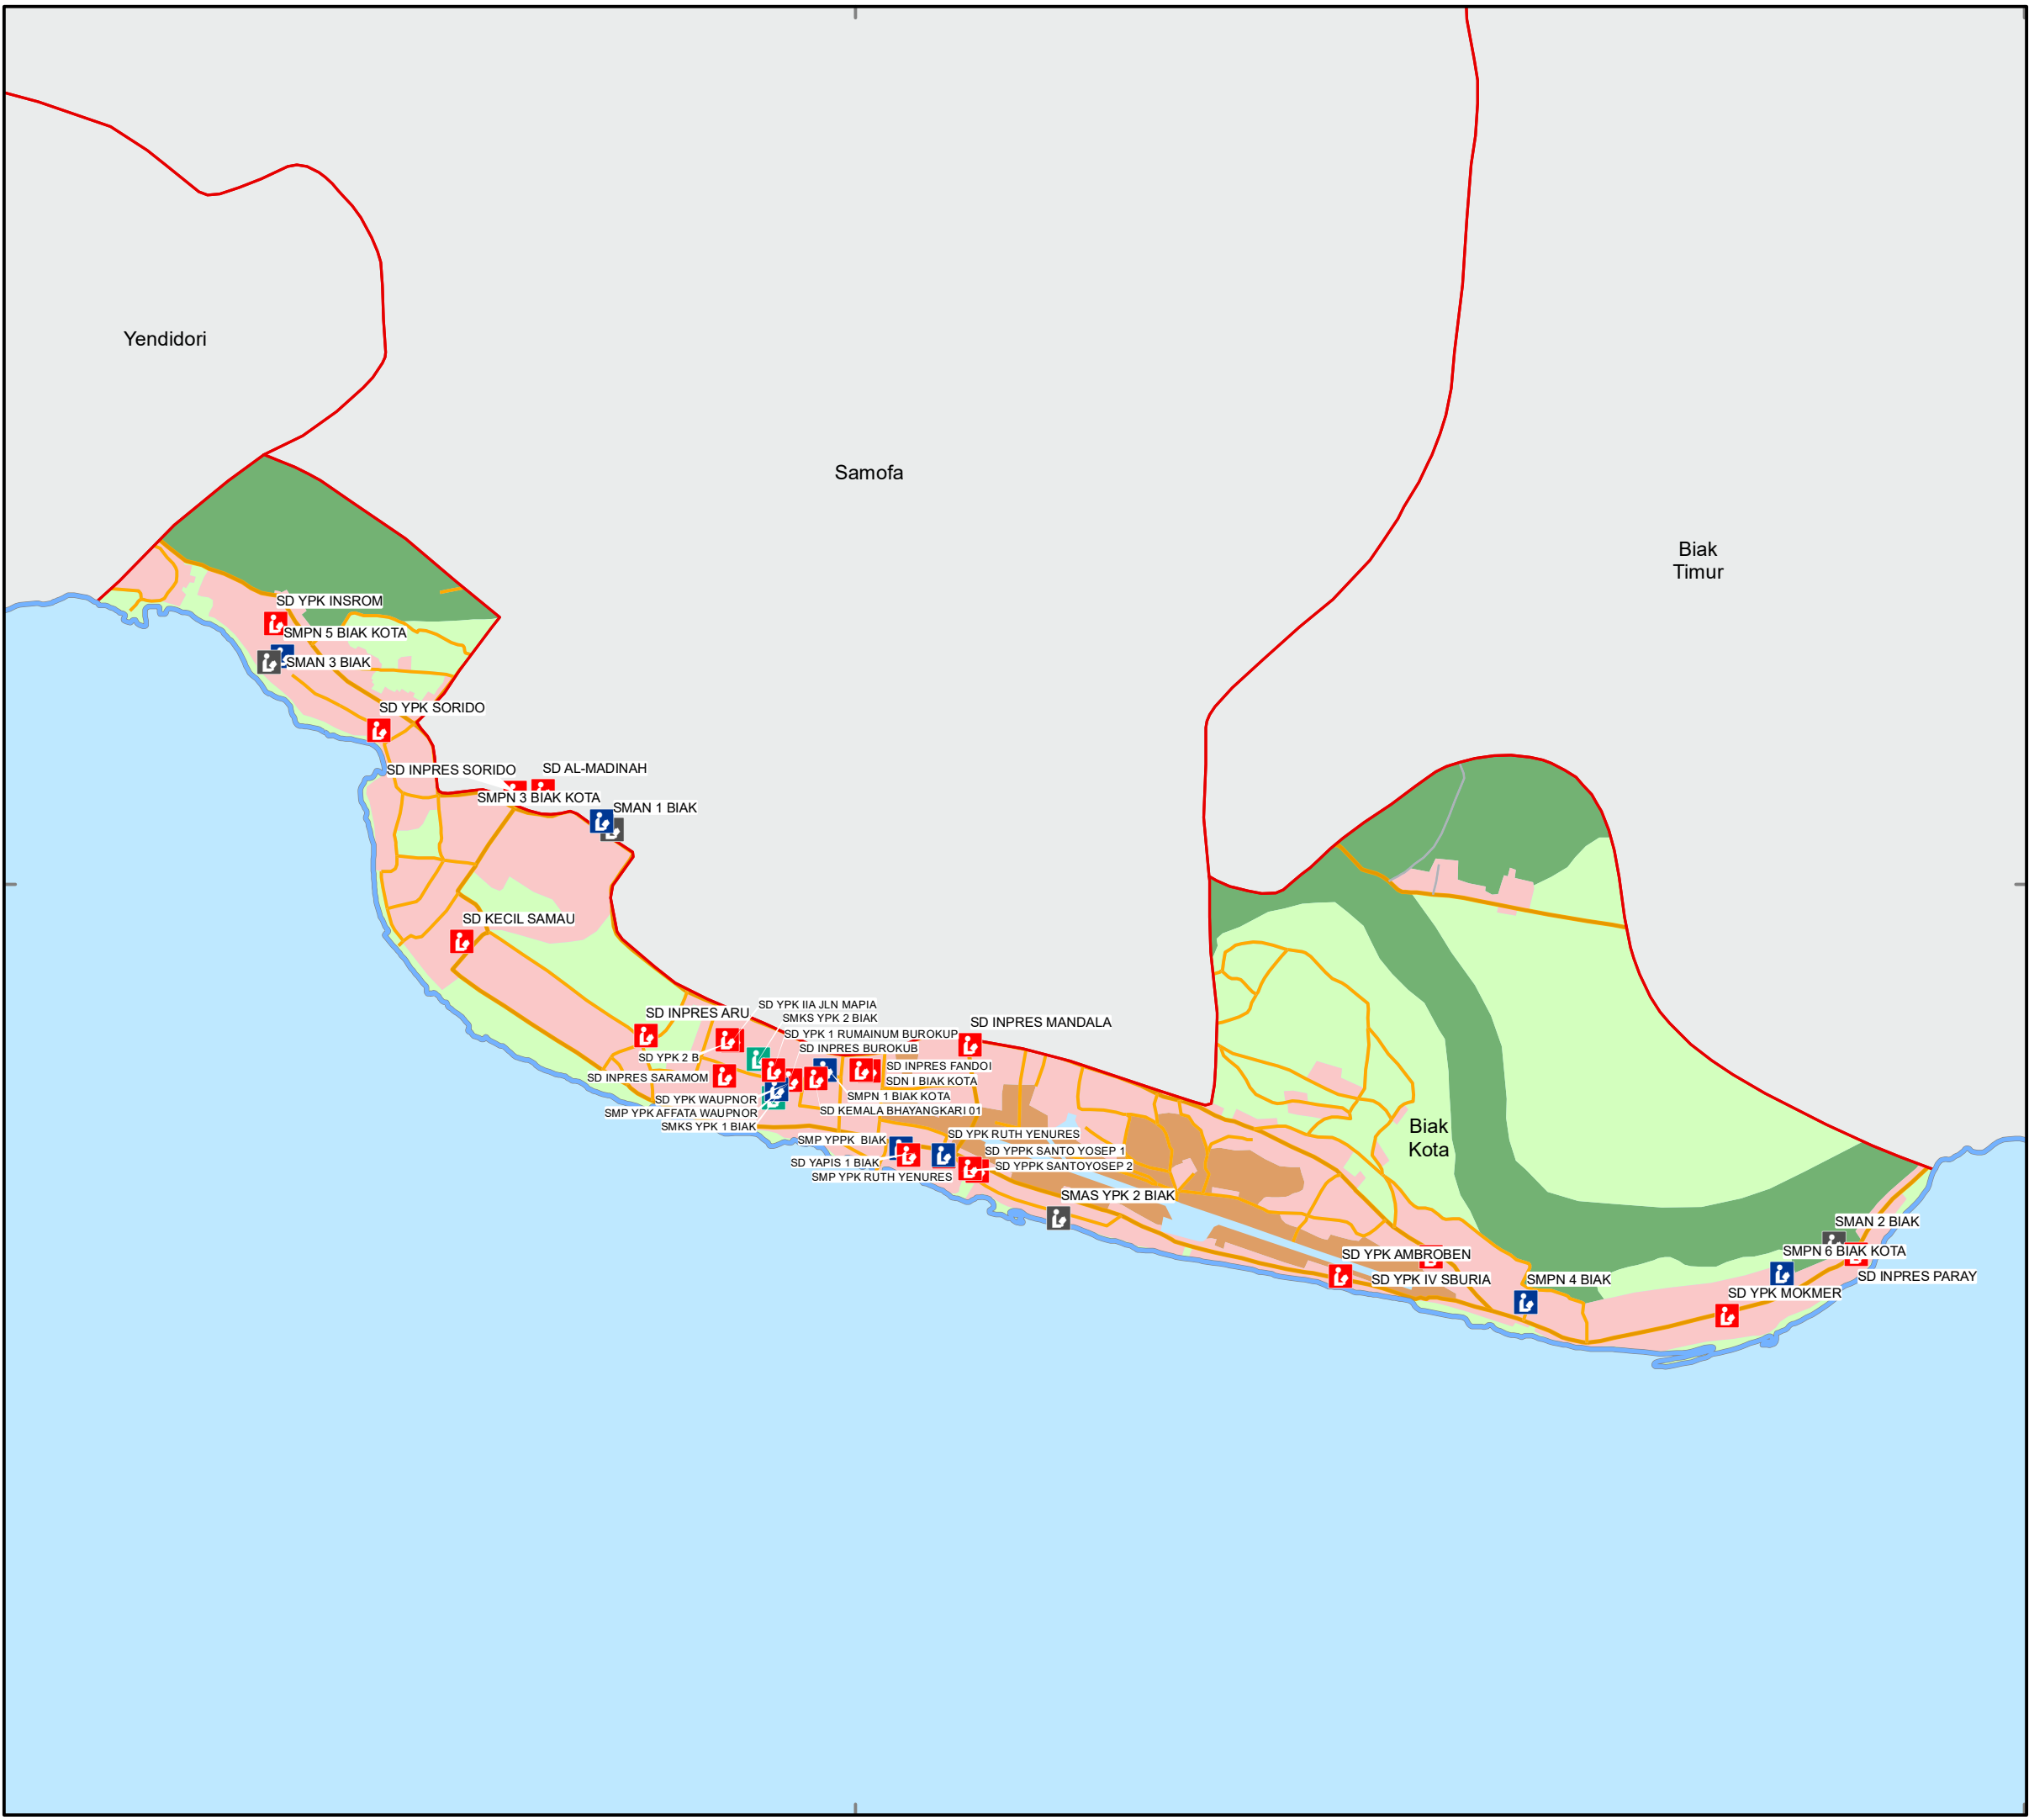 Yendidori
Samofa
Biak
Timur
SD YPK INSROM
SMPN 5 BIAK KOTA
SMAN 3 BIAK
SD YPK SORIDO
SD INPRES SORIDO
SD AL-MADINAH
SMPN 3 BIAK KOTA
SMAN 1 BIAK
SD KECIL SAMAU
SD YPK IIA JLN MAPIA
SD INPRES ARU
SMKS YPK 2 BIAK
SD INPRES MANDALA
SD YPK 1 RUMAINUM BUROKUP
SD INPRES BUROKUB
SD YPK 2 B
SD INPRES FANDOI
SD INPRES SARAMOM
SDN I BIAK KOTA
SMPN 1 BIAK KOTA
SD YPK WAUPNOR
SD KEMALA BHAYANGKARI 01
SMP YPK AFFATA WAUPNOR
SMKS YPK 1 BIAK
Biak
Kota
SD YPK RUTH YENURES
SMP YPPK BIAK
SD YPPK SANTO YOSEP 1
SD YAPIS 1 BIAK
SD YPPK SANTOYOSEP 2
SMP YPK RUTH YENURES
SMAS YPK 2 BIAK
SMAN 2 BIAK
SD YPK AMBROBEN
SMPN 6 BIAK KOTA
SD YPK IV SBURIA
SMPN 4 BIAK
SD INPRES PARAY
SD YPK MOKMER